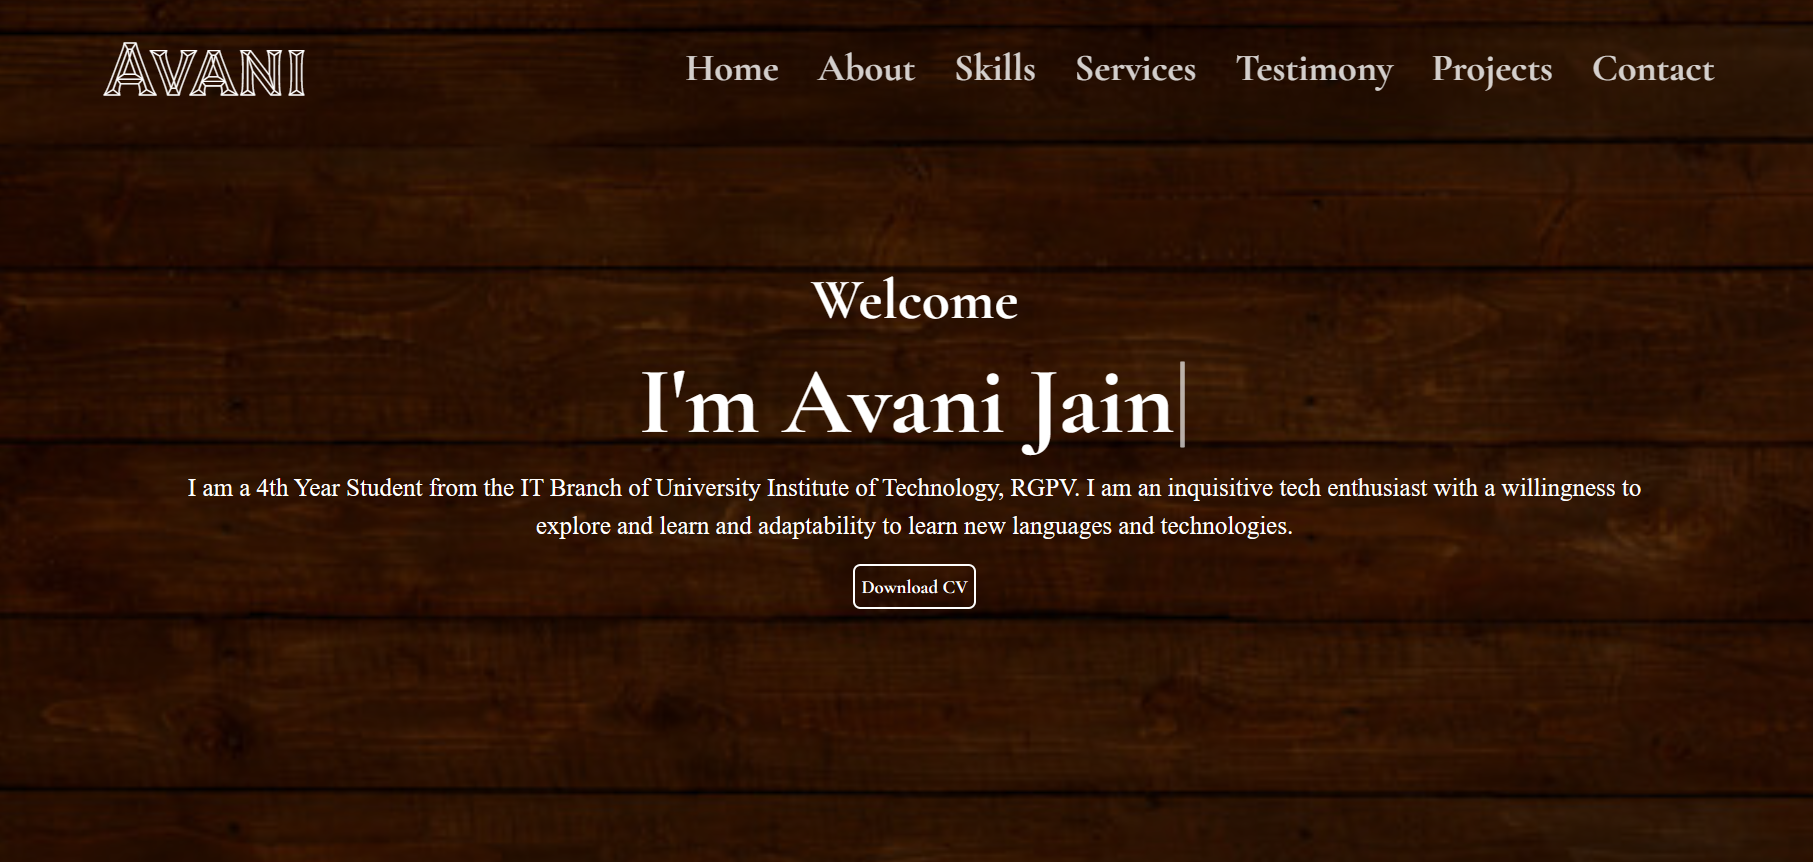 AVANI
Home About Skills Services Testimony Projects Contact
Welcome
I'm Avani Jain
I am a 4th Year Student from the IT Branch of University Institute of Technology, RGPV. I am an inquisitive tech enthusiast with a willingness to
explore and learn and adaptability to learn new languages and technologies.
Download CV